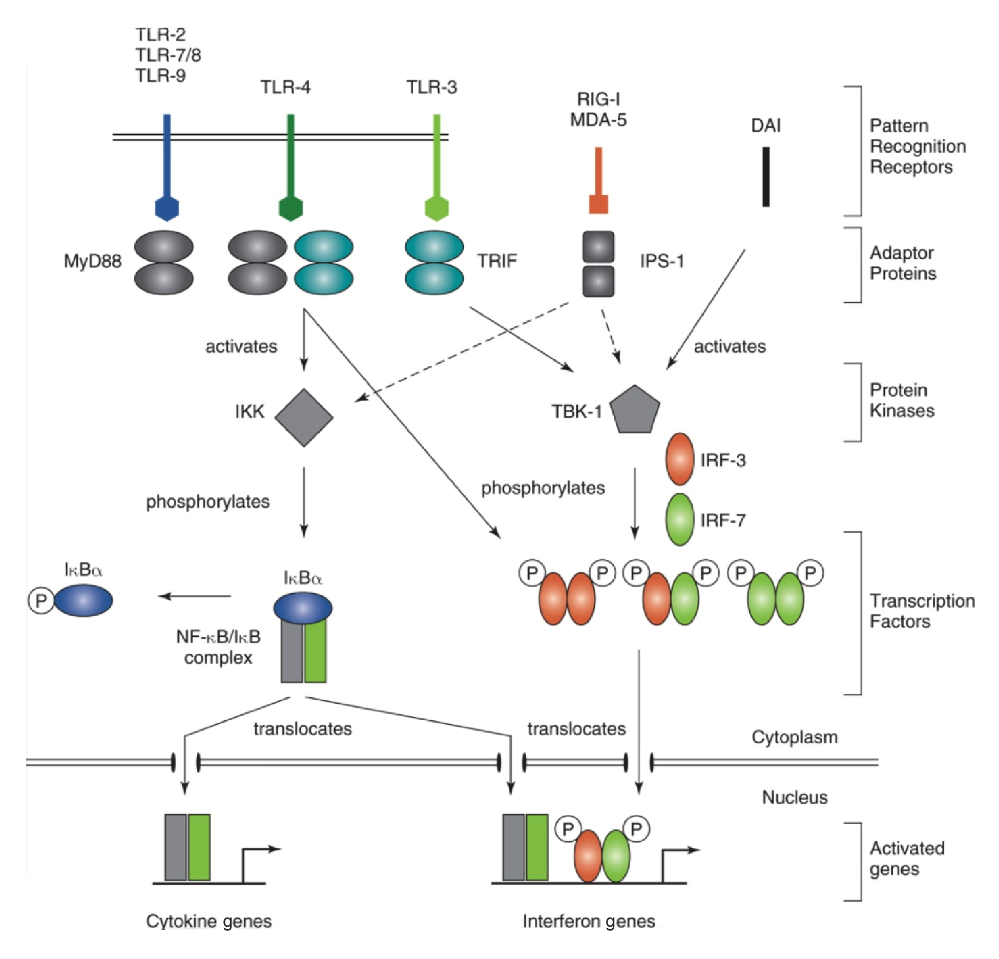 TLR-2
TLR-7/8
TLR-9
TLR-4
TLR-3
RIG-I
MDA-5
DAI
Pattern
Recognition
Receptors
MyD88
TRIF
IPS-1
Adaptor
Proteins
activates
activates
IKK
TBK-1
Protein
Kinases
IRF-3
phosphorylates
phosphorylates
IRF-7
IκBα
P
IκBα
NF-κB/IκB
complex
P
P
P
P
P
P
Transcription
Factors
translocates
translocates
Cytoplasm
Nucleus
P
P
Activated
genes
Cytokine genes
Interferon genes